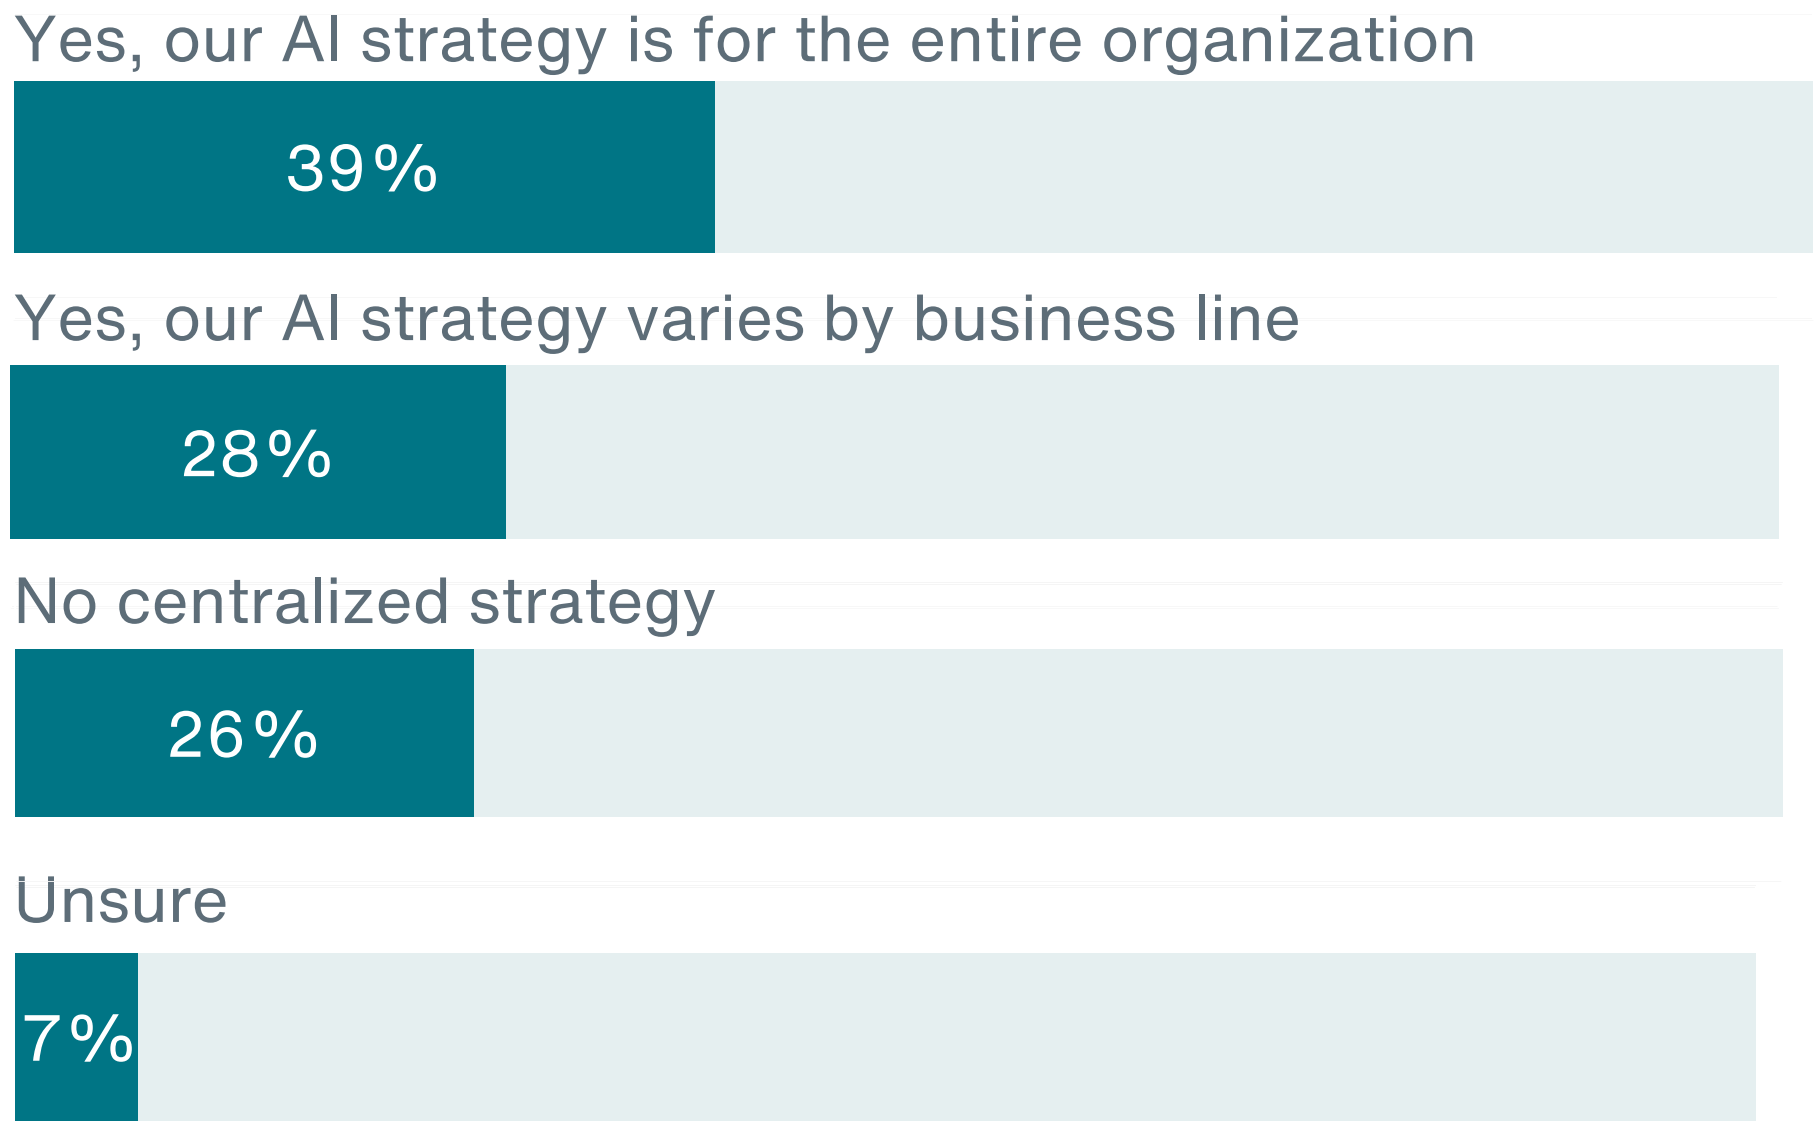 Yes, our AI strategy is for the entire organization
39%
Yes, our AI strategy varies by business line
28%
No centralized strategy
26%
Unsure
7%